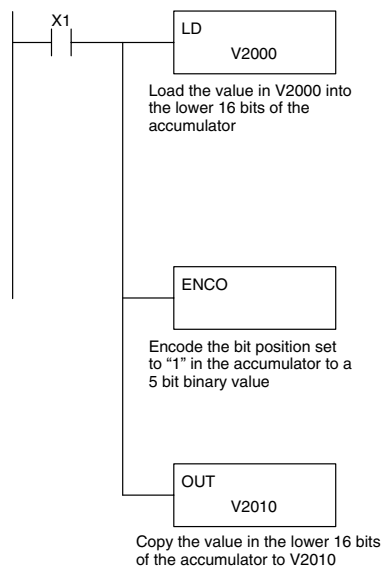 X1
LD
V2000
Load the value in V2000 into
the lower 16 bits of the
accumulator
ENCO
Encode the bit position set
to “1” in the accumulator to a
5 bit binary value
OUT
V2010
Copy the value in the lower 16 bits
of the accumulator to V2010